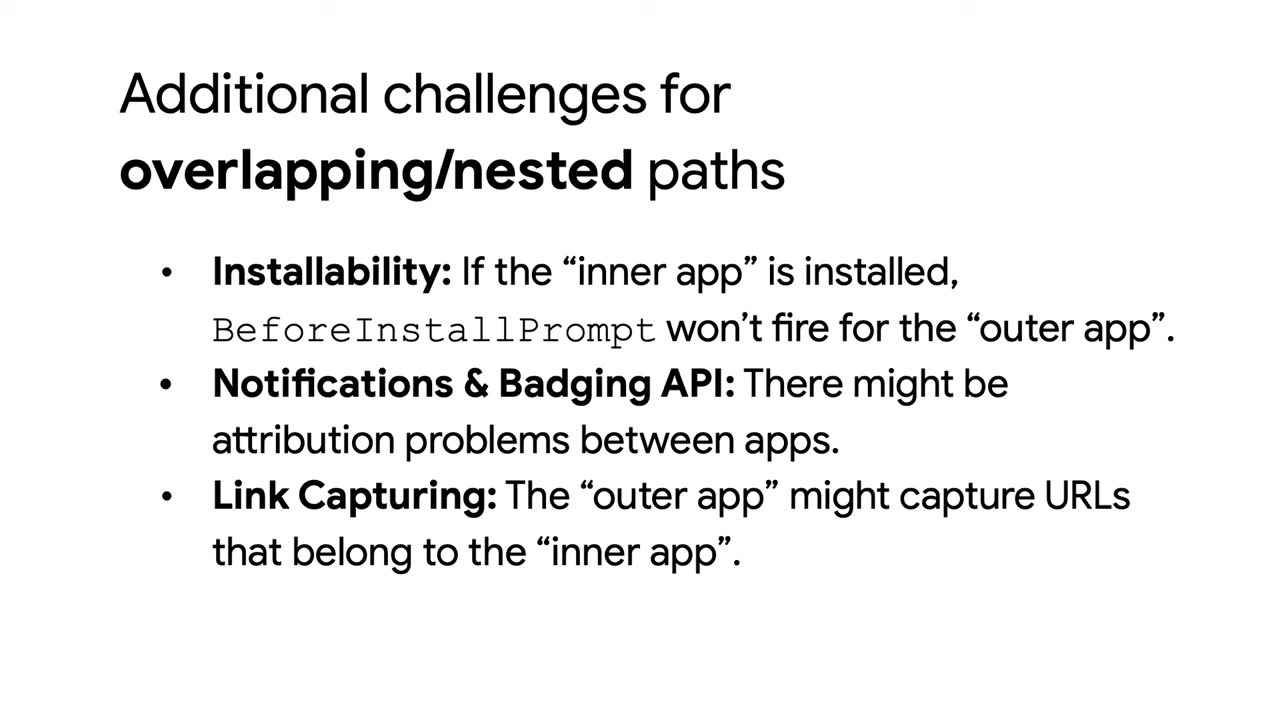 Additional challenges for
overlapping/nested paths
• Installability: If the “inner app” is installed,
BeforeInstallPrompt won’t fire for the “outer app”.
• Notifications & Badging API: There might be
attribution problems between apps.
• Link Capturing: The “outer app” might capture URLs
that belong to the “inner app”.